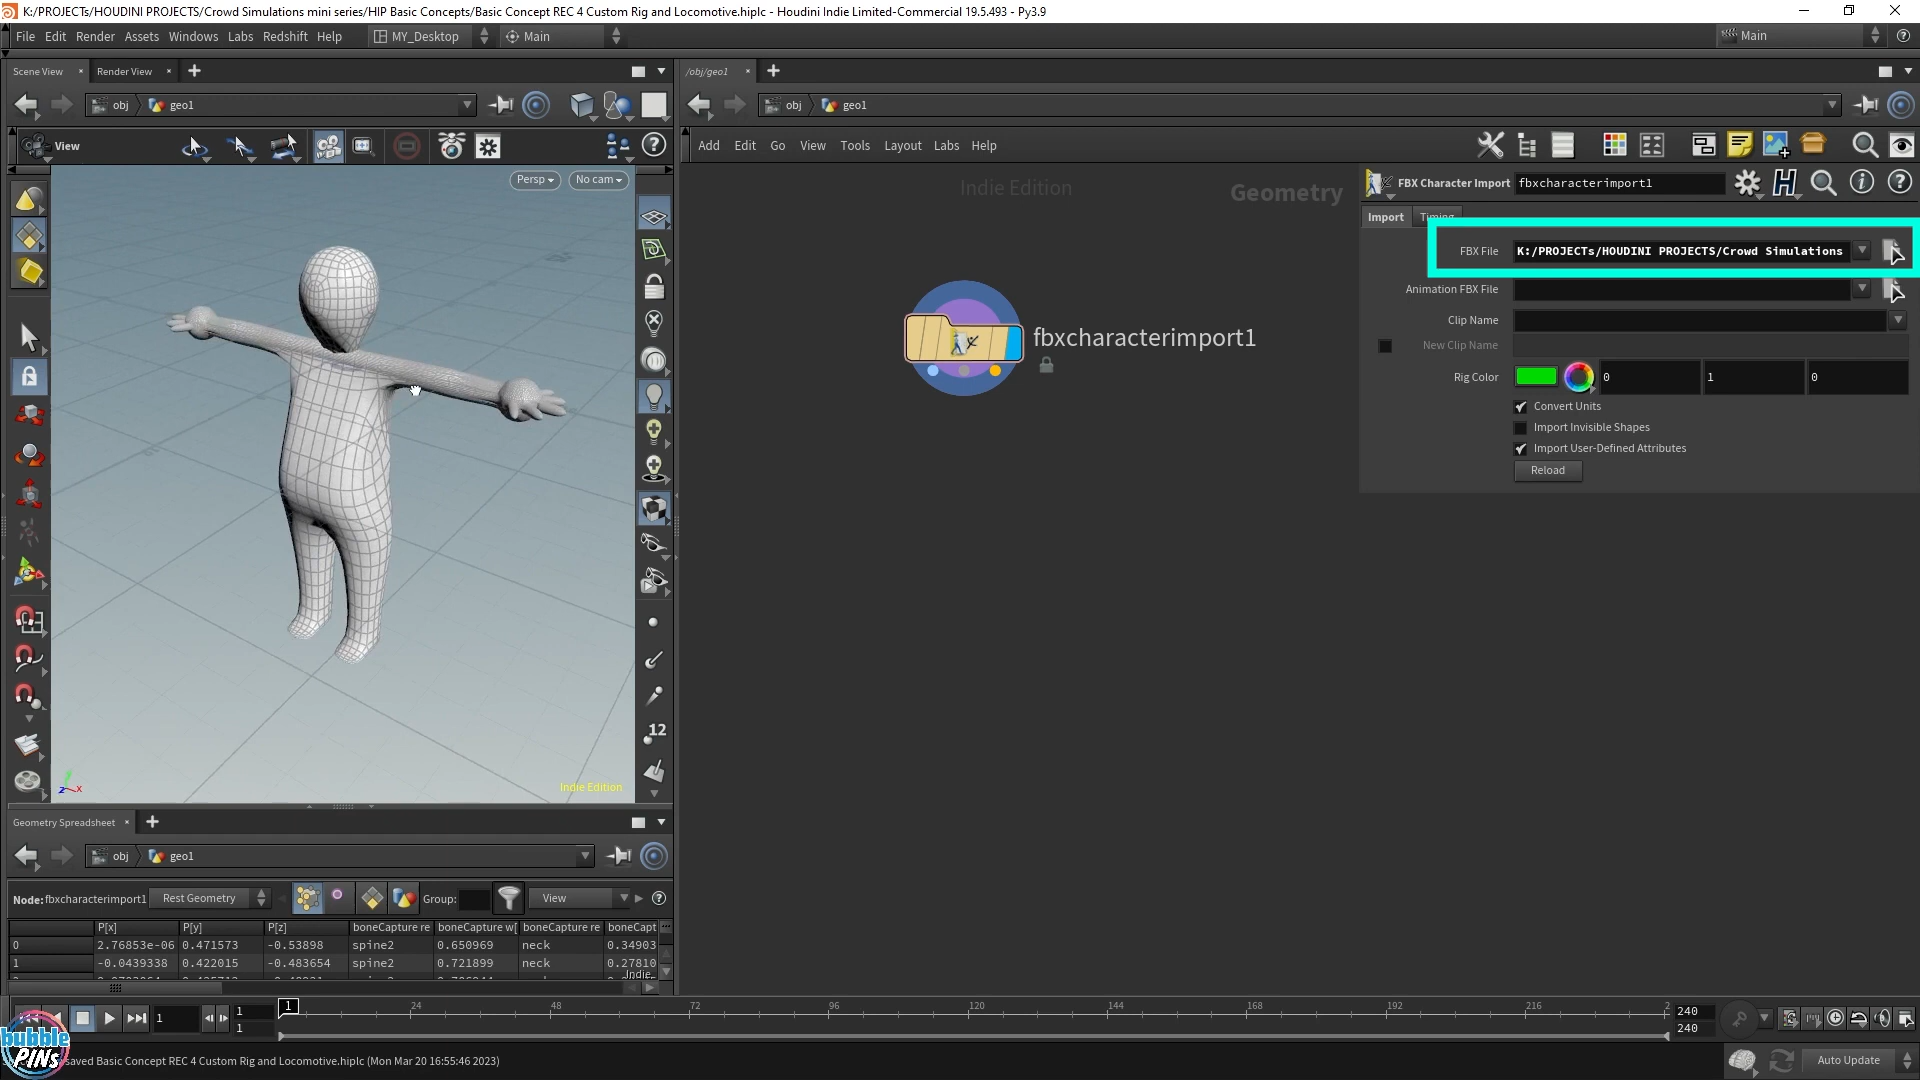 K:/PROJECTs/HOUDINI PROJECTS/Crowd Simulations mini series/HIP Basic Concepts/Basic Concept REC 4 Custom Rig and Locomotive.hiplc - Houdini Indie Limited-Commercial 19.5.493 - Py3.9
File Edit Render Assets Windows Labs Redshift Help MY_Desktop Main Main
Scene View Render View /obj/geo1
obj geo1 obj geo1
View Add Edit Go View Tools Layout Labs Help
Persp No cam Indie Edition Geometry
FBX Character Import fbxcharacterimport1
Import Timing
FBX File K:/PROJECTs/HOUDINI PROJECTS/Crowd Simulations
Animation FBX File
Clip Name
New Clip Name
Rig Color 0 1 0
Convert Units
Import Invisible Shapes
Import User-Defined Attributes
Reload
fbxcharacterimport1
12
Indie Edition
z x
Geometry Spreadsheet
obj geo1
Node: fbxcharacterimport1 Rest Geometry Group: View
P[x] P[y] P[z] boneCapture re boneCapture w[ boneCapture re boneCapt
0 2.76853e-06 0.471573 -0.53898 spine2 0.650969 neck 0.34903
1 -0.0439338 0.422015 -0.483654 spine2 0.721899 neck 0.27810
Indie
1 24 48 72 96 120 144 168 192 216 2
1 1 240
1 240
bubble PINs
saved Basic Concept REC 4 Custom Rig and Locomotive.hiplc (Mon Mar 20 16:55:46 2023)
Auto Update